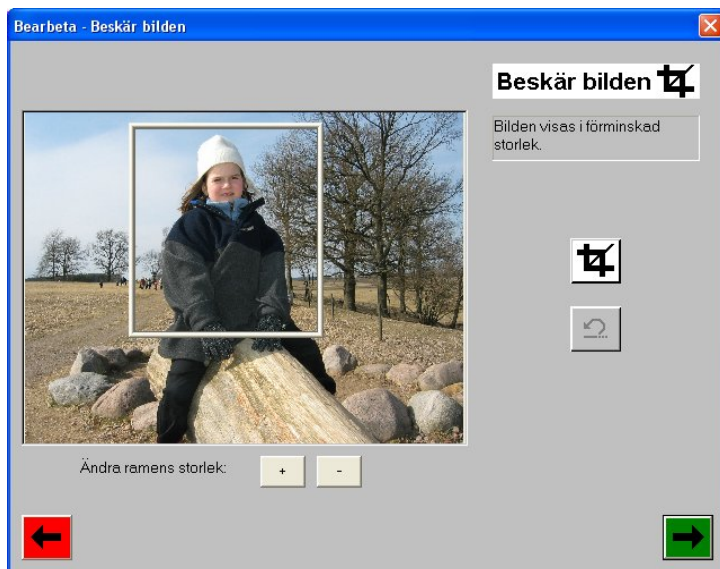 Bearbeta - Beskär bilden
Beskär bilden
Bilden visas i förminskad
storlek.
Ändra ramens storlek:
+
-